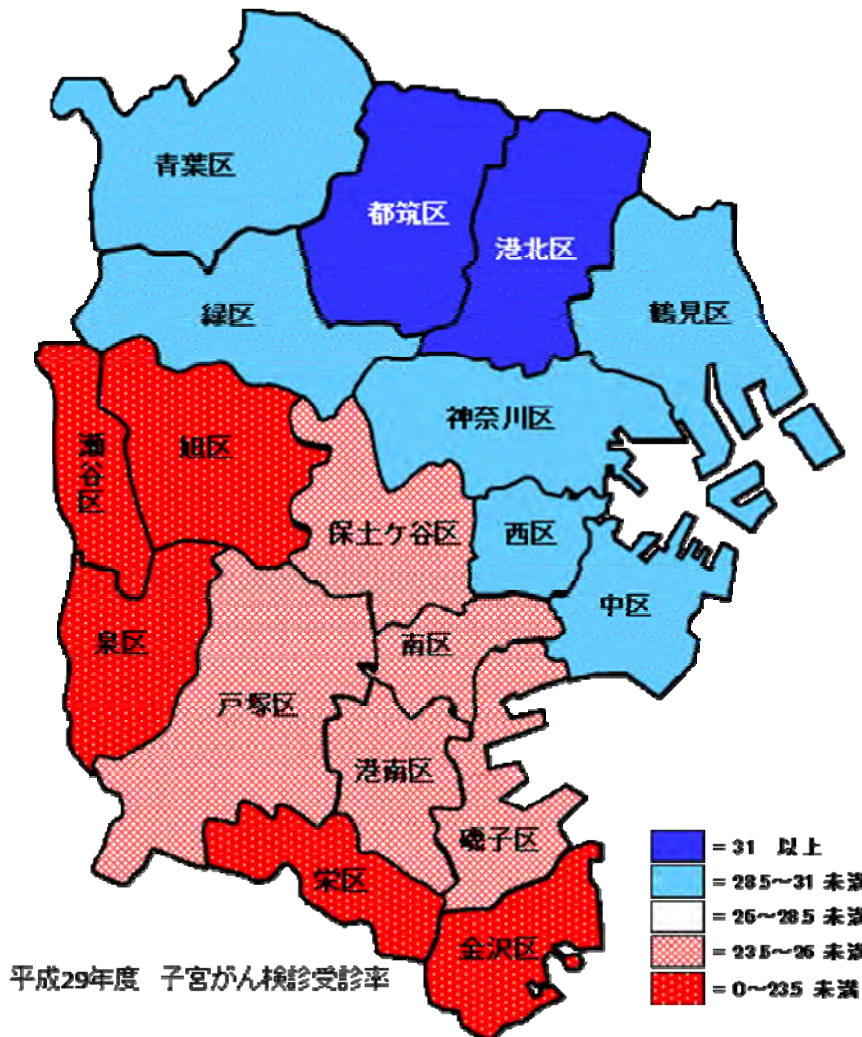 青葉区
都筑区
港北区
緑区
鶴見区
神奈川区
瀬谷区
旭区
保土ケ谷区
西区
中区
泉区
南区
戸塚区
港南区
磯子区
栄区
金沢区
= 31 以上
= 28.5～31 未満
= 26～28.5 未満
= 23.5～26 未満
= 0～23.5 未満
平成29年度 子宮がん検診受診率